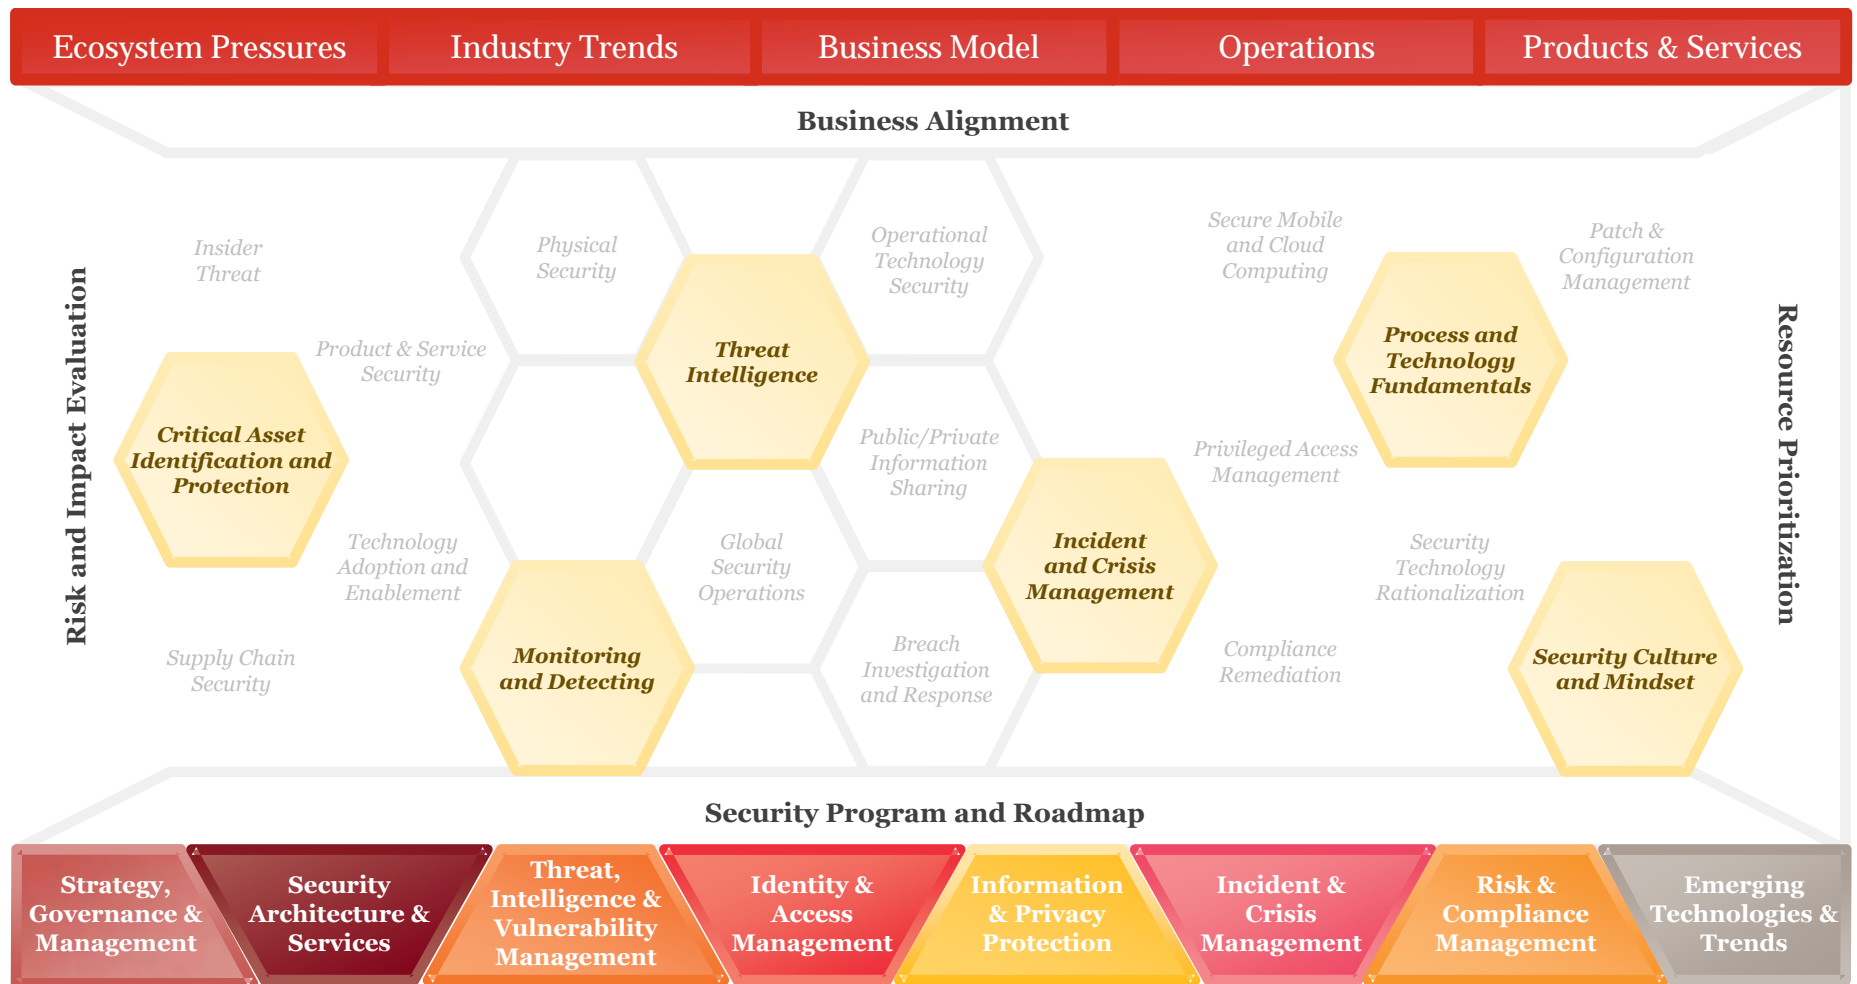 Ecosystem Pressures
Industry Trends
Business Model
Operations
Products & Services
Business Alignment
Risk and Impact Evaluation
Insider
Threat
Physical
Security
Operational
Technology
Security
Secure Mobile
and Cloud
Computing
Patch &
Configuration
Management
Product & Service
Security
Threat
Intelligence
Process and
Technology
Fundamentals
Critical Asset
Identification and
Protection
Public/Private
Information
Sharing
Privileged Access
Management
Technology
Adoption and
Enablement
Global
Security
Operations
Incident
and Crisis
Management
Security
Technology
Rationalization
Supply Chain
Security
Monitoring
and Detecting
Breach
Investigation
and Response
Compliance
Remediation
Security Culture
and Mindset
Resource Prioritization
Security Program and Roadmap
Strategy,
Governance &
Management
Security
Architecture &
Services
Threat,
Intelligence &
Vulnerability
Management
Identity &
Access
Management
Information
& Privacy
Protection
Incident &
Crisis
Management
Risk &
Compliance
Management
Emerging
Technologies &
Trends